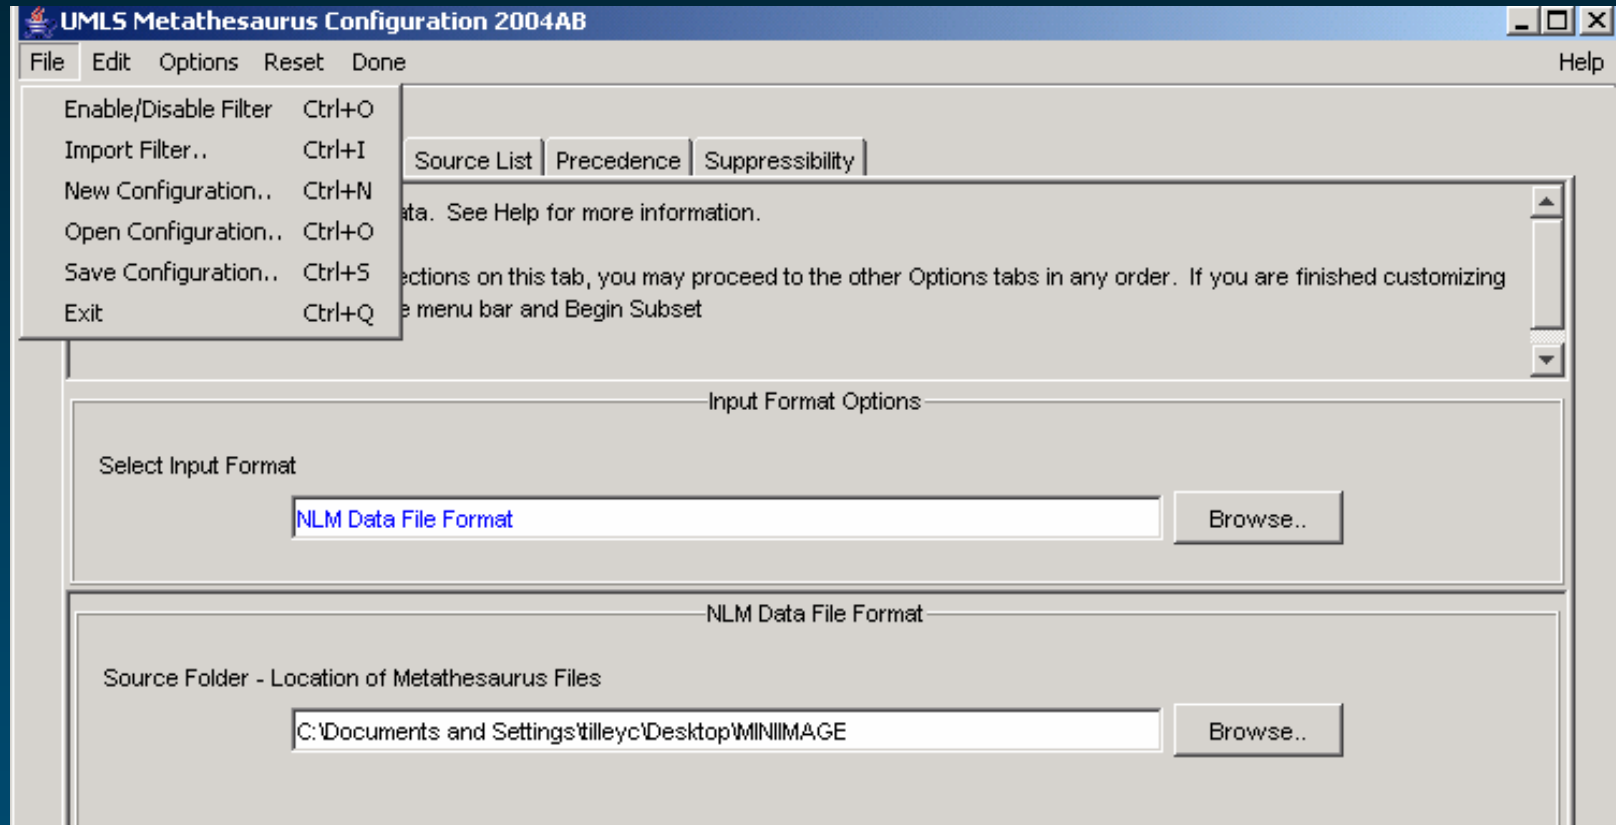 UMLS Metathesaurus Configuration 2004AB
File Edit Options Reset Done Help
Enable/Disable Filter Ctrl+O
Import Filter.. Ctrl+I
New Configuration.. Ctrl+N
Open Configuration.. Ctrl+O
Save Configuration.. Ctrl+S
Exit Ctrl+Q
Source List Precedence Suppressibility
See Help for more information.
on this tab, you may proceed to the other Options tabs in any order. If you are finished customizing
menu bar and Begin Subset
Input Format Options
Select Input Format
NLM Data File Format Browse..
NLM Data File Format
Source Folder - Location of Metathesaurus Files
C:\Documents and Settings\tilleyc\Desktop\MINIIMAGE Browse..